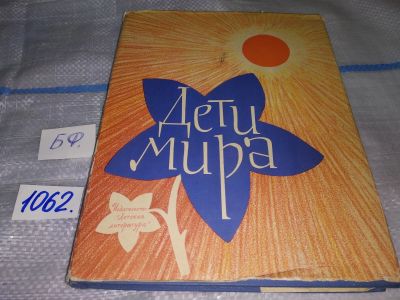 Дети
мира
БФ.
1062.
Издательство
"Детская
литература"